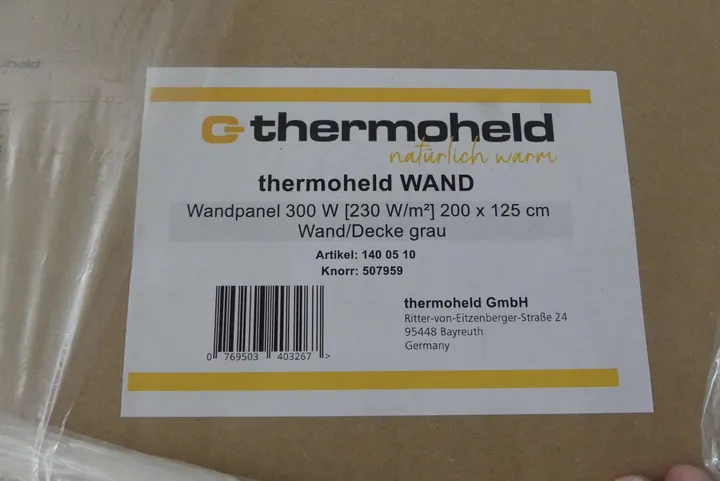 thermoheld
natürlich warm
thermoheld WAND
Wandpanel 300 W [230 W/m²] 200 x 125 cm
Wand/Decke grau
Artikel: 140 05 10
Knorr: 507959
0 769503 403267 >
thermoheld GmbH
Ritter-von-Eitzenberger-Straße 24
95448 Bayreuth
Germany